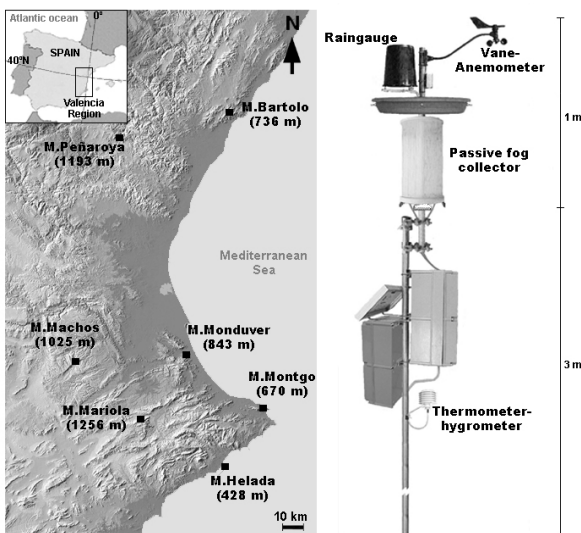 Atlantic ocean
0°
SPAIN
40°N
Valencia
Region
N
M.Bartolo
(736 m)
M.Peñaroya
(1193 m)
Mediterranean
Sea
M.Machos
(1025 m)
M.Monduver
(843 m)
M.Montgo
(670 m)
M.Mariola
(1256 m)
M.Helada
(428 m)
10 km
Raingauge
Vane-
Anemometer
1 m
Passive fog
collector
3 m
Thermometer-
hygrometer